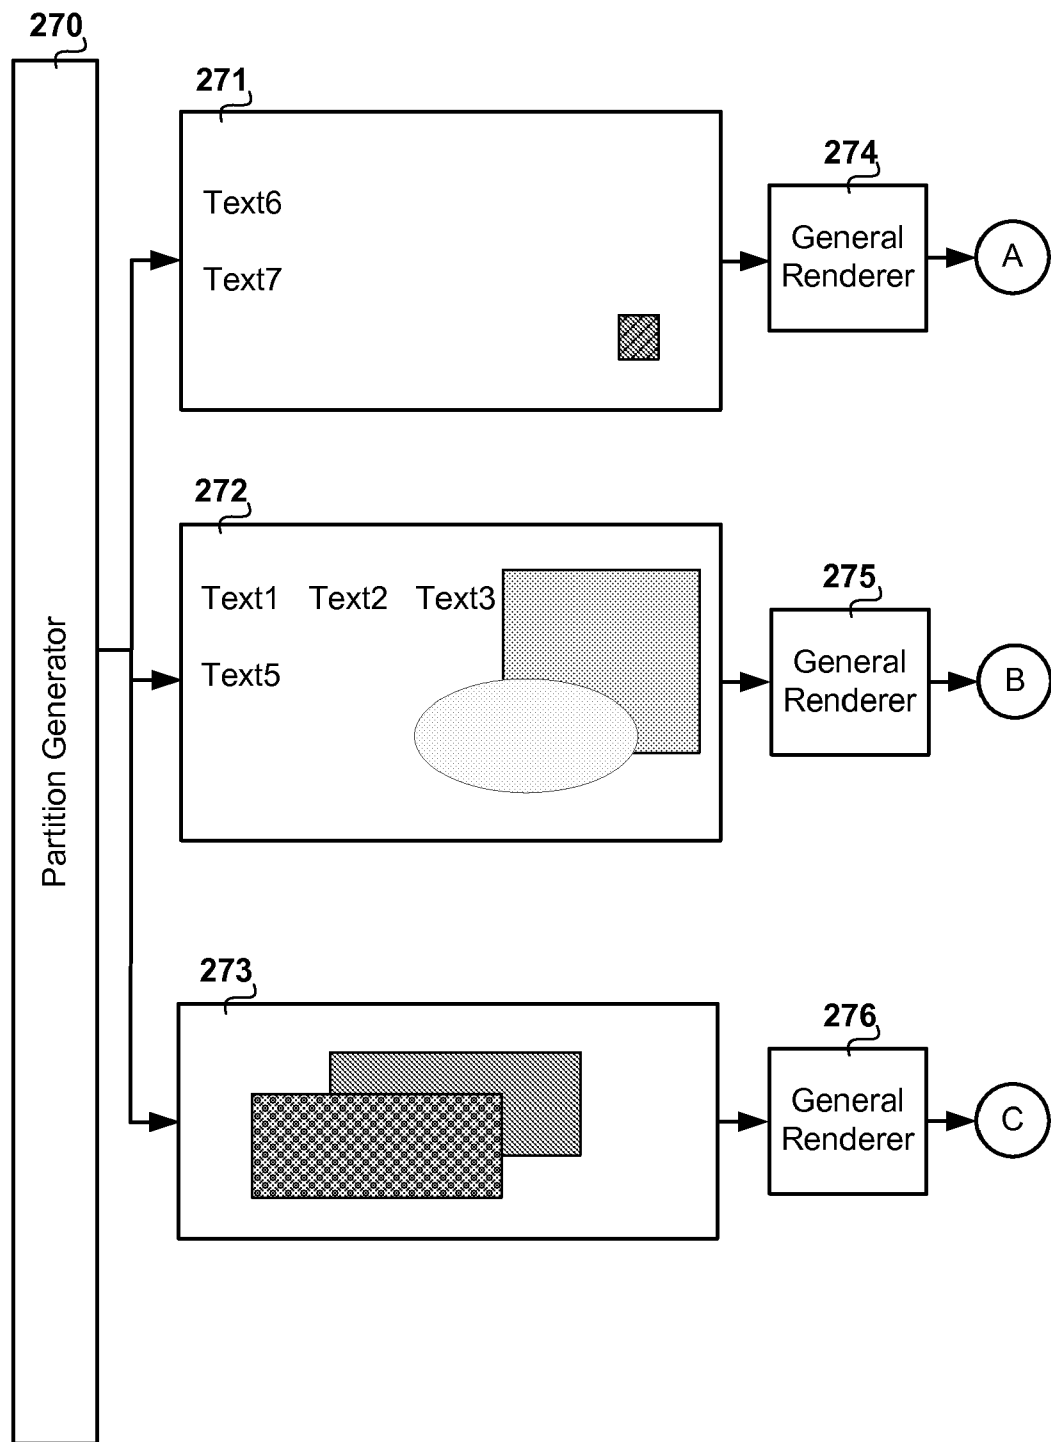 270
271
Text6
Text7
274
General
Renderer
A
272
Text1 Text2 Text3
Text5
275
General
Renderer
B
Partition Generator
273
276
General
Renderer
C